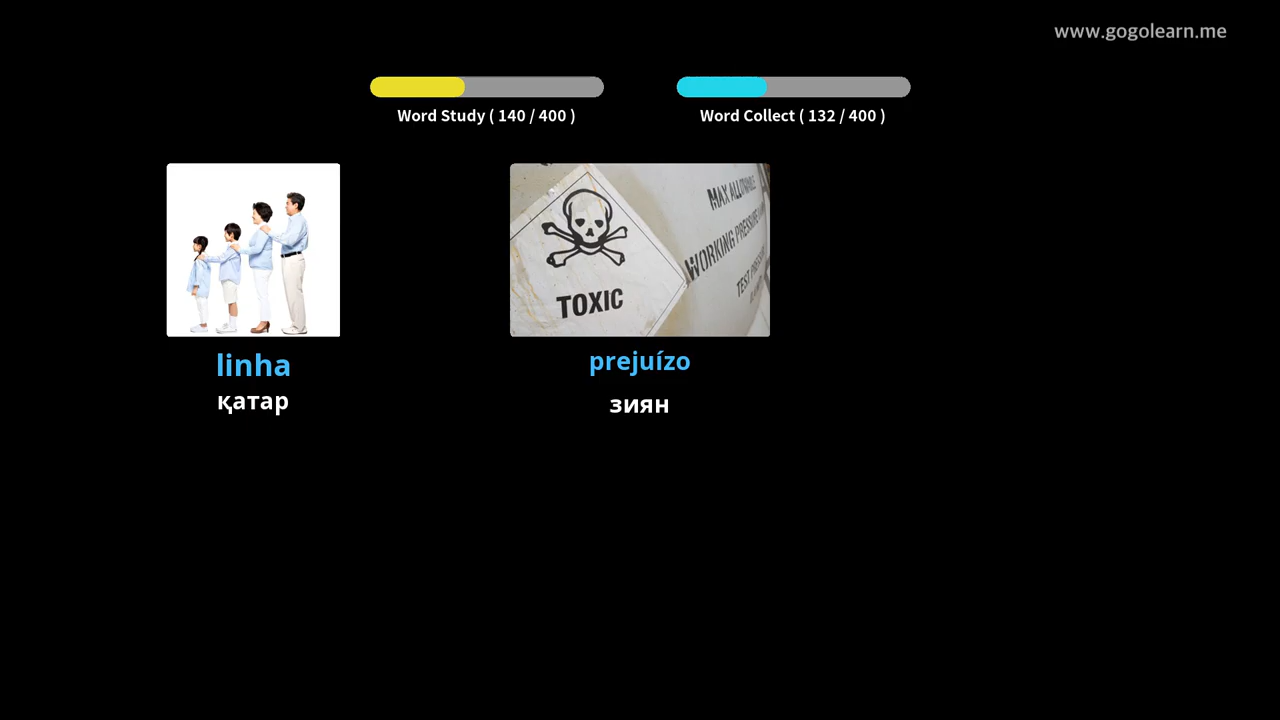 www.gogolearn.me
Word Study ( 140 / 400 )
Word Collect ( 132 / 400 )
TOXIC
MAX ALLOWABLE
WORKING PRESSURE
TEST PRESSURE
linha
қатар
prejuízo
зиян